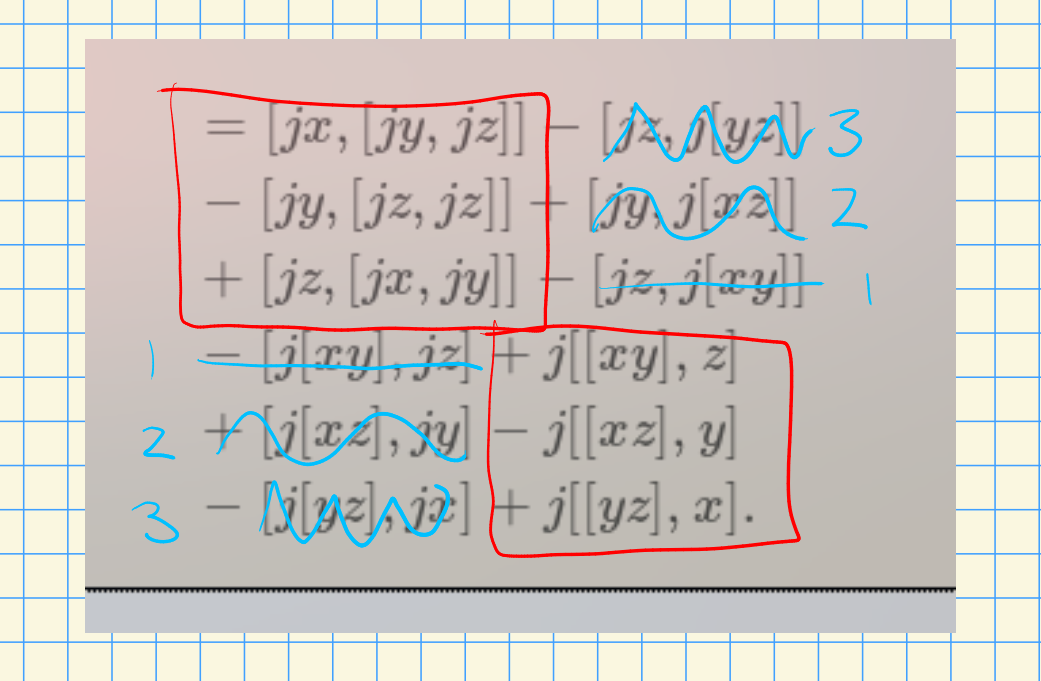 = [jx, [jy, jz]] − [jz, j[yz]] 3
− [jy, [jz, jz]] + [jy, j[xz]] 2
+ [jz, [jx, jy]] − [jz, j[xy]] 1
1 − [j[xy], jz] + j[[xy], z]
2 + [j[xz], jy] − j[[xz], y]
3 − [j[yz], jx] + j[[yz], x].